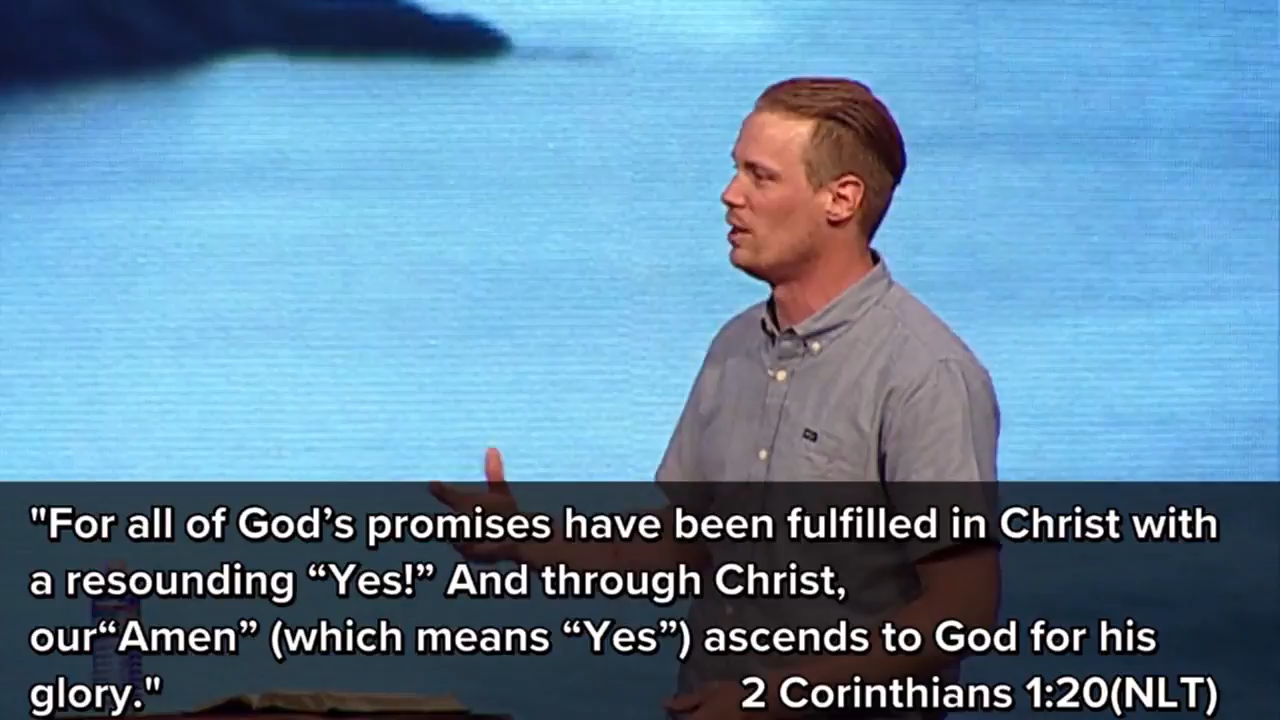 "For all of God’s promises have been fulfilled in Christ with
a resounding “Yes!” And through Christ,
our“Amen” (which means “Yes”) ascends to God for his
glory."
2 Corinthians 1:20(NLT)